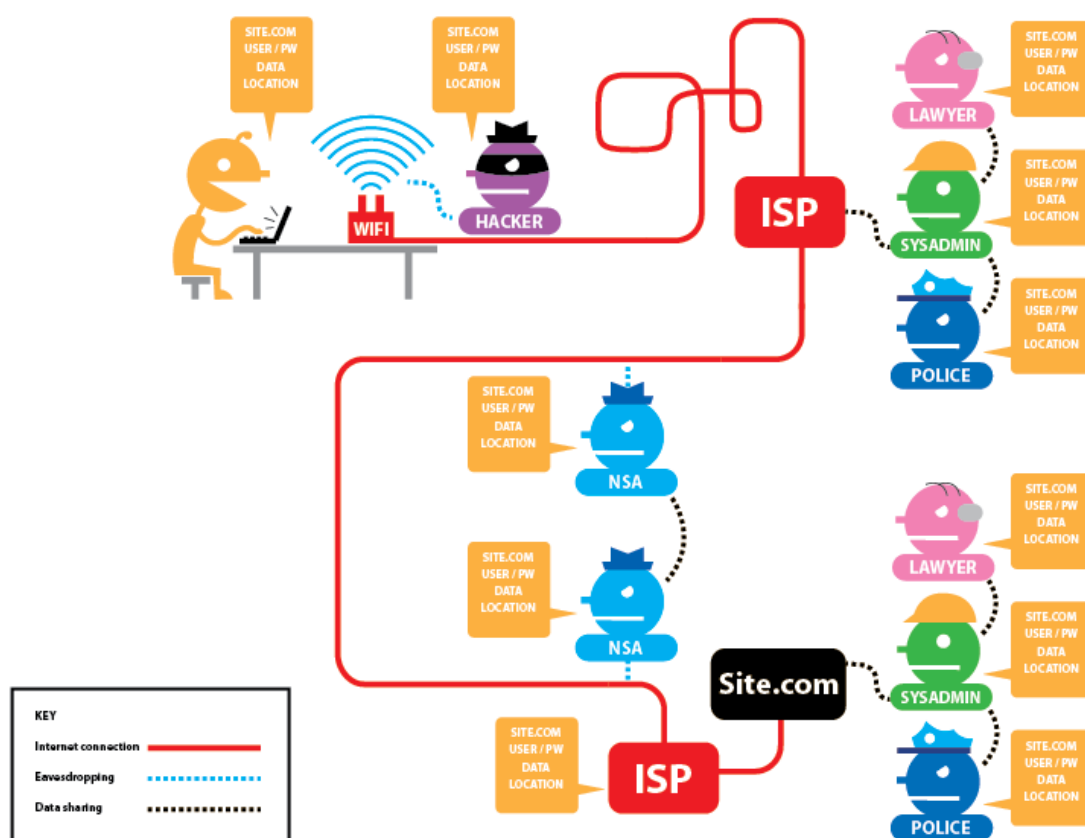 SITE.COM
USER / PW
DATA
LOCATION
SITE.COM
USER / PW
DATA
LOCATION
WIFI
HACKER
ISP
LAWYER
SITE.COM
USER / PW
DATA
LOCATION
SYSADMIN
SITE.COM
USER / PW
DATA
LOCATION
POLICE
SITE.COM
USER / PW
DATA
LOCATION
SITE.COM
USER / PW
DATA
LOCATION
NSA
SITE.COM
USER / PW
DATA
LOCATION
NSA
LAWYER
SITE.COM
USER / PW
DATA
LOCATION
SYSADMIN
SITE.COM
USER / PW
DATA
LOCATION
POLICE
SITE.COM
USER / PW
DATA
LOCATION
Site.com
SITE.COM
USER / PW
DATA
LOCATION
ISP
KEY
Internet connection
Eavesdropping
Data sharing